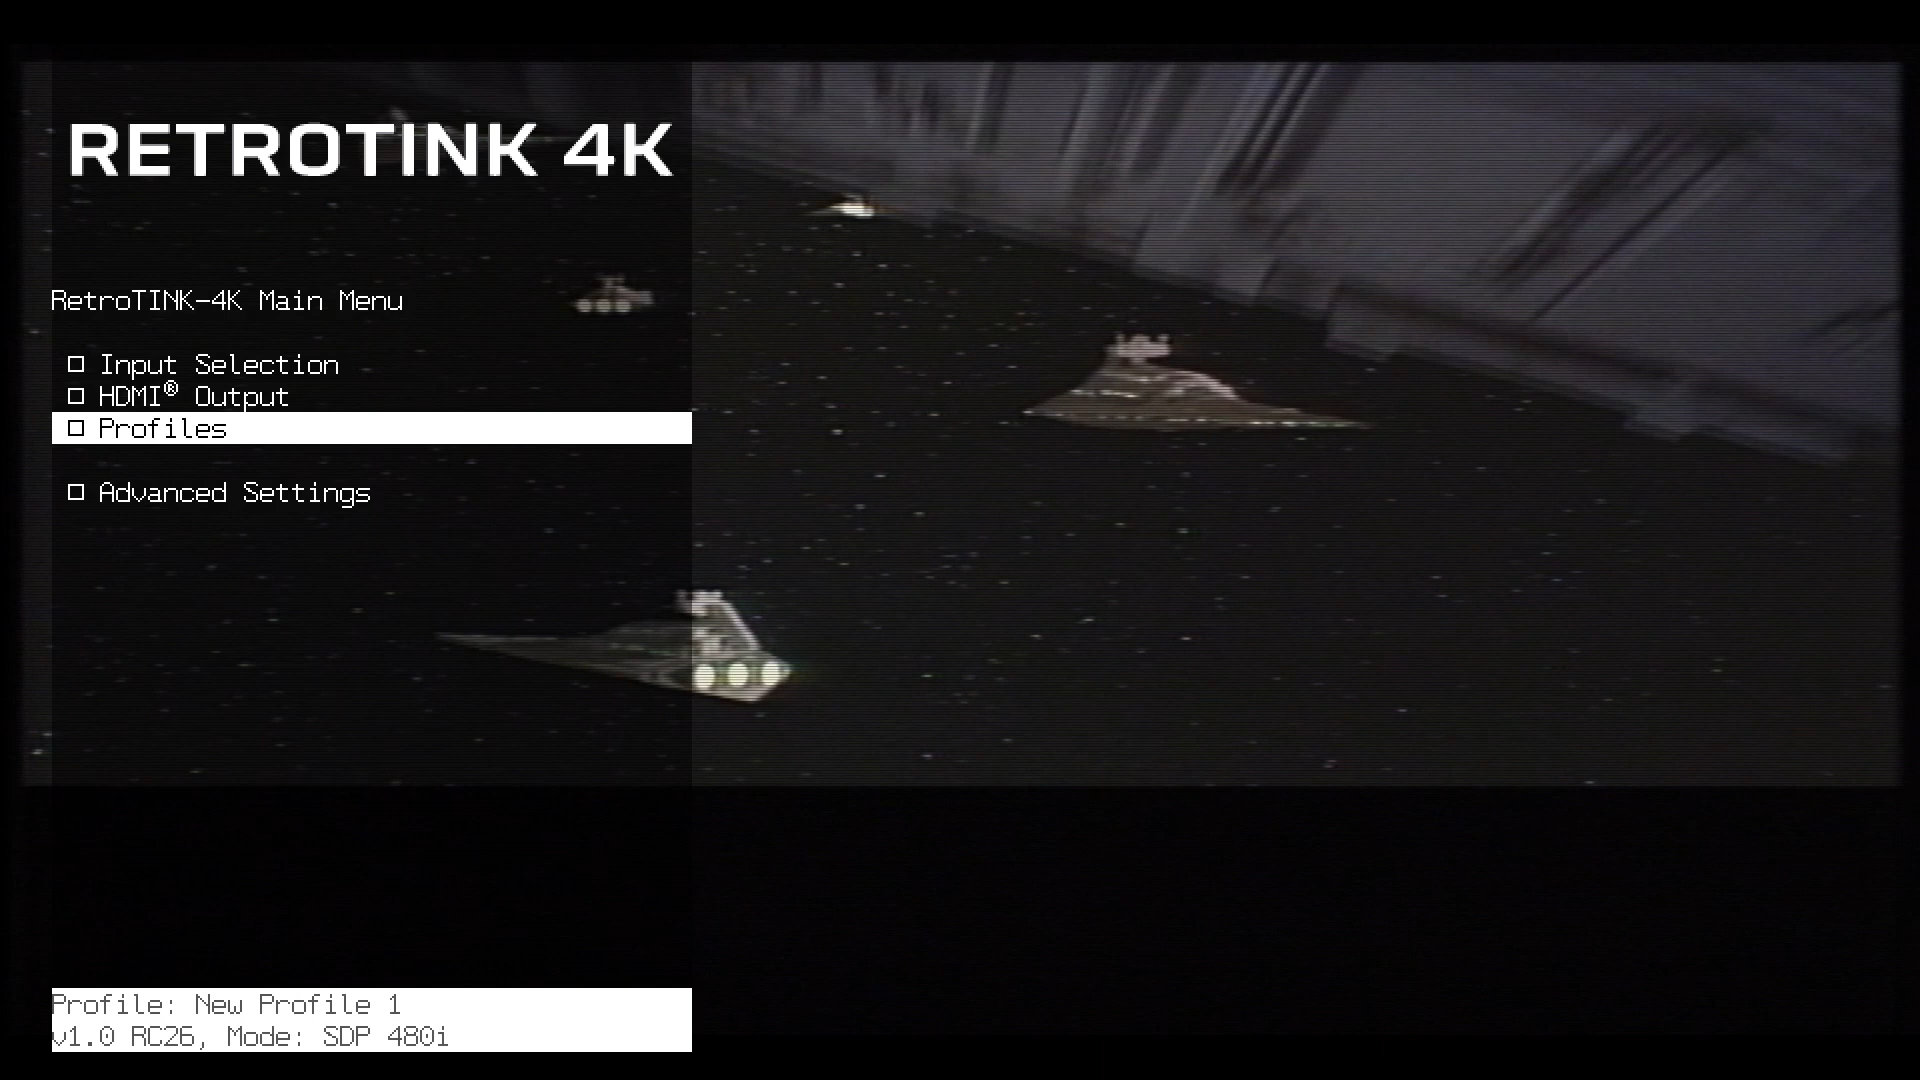 RETROTINK 4K
RetroTINK-4K Main Menu
Input Selection
HDMI® Output
Profiles
Advanced Settings
Profile: New Profile 1
v1.0 RC26, Mode: SDP 480i